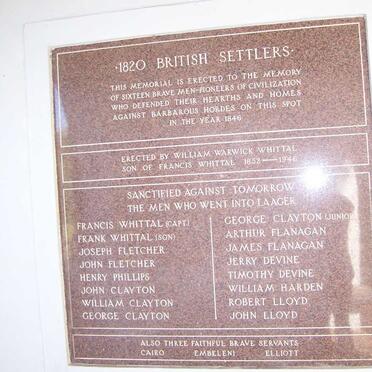 ·1820 BRITISH SETTLERS·
THIS MEMORIAL IS ERECTED TO THE MEMORY
OF SIXTEEN BRAVE MEN-PIONEERS OF CIVILIZATION
WHO DEFENDED THEIR HEARTHS AND HOMES
AGAINST BARBAROUS HORDES ON THIS SPOT
IN THE YEAR 1846
ERECTED BY WILLIAM WARWICK WHITTAL
SON OF FRANCIS WHITTAL 1852—1946
SANCTIFIED AGAINST TOMORROW
THE MEN WHO WENT INTO LAAGER
FRANCIS WHITTAL (CAPT)
FRANK WHITTAL (SON)
JOSEPH FLETCHER
JOHN FLETCHER
HENRY PHILLIPS
JOHN CLAYTON
WILLIAM CLAYTON
GEORGE CLAYTON
GEORGE CLAYTON (JUNIOR)
ARTHUR FLANAGAN
JAMES FLANAGAN
JERRY DEVINE
TIMOTHY DEVINE
WILLIAM HARDEN
ROBERT LLOYD
JOHN LLOYD
ALSO THREE FAITHFUL BRAVE SERVANTS
CAIRO EMBELENI ELLIOTT